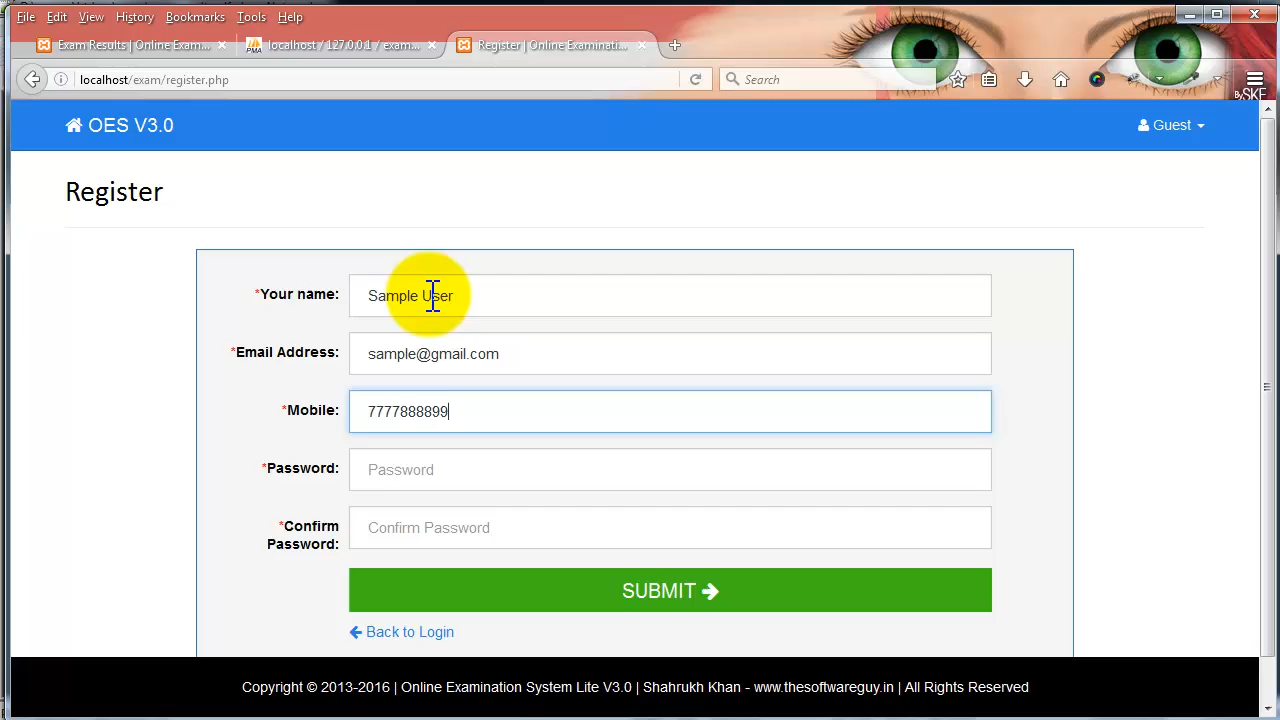 File Edit View History Bookmarks Tools Help
Exam Results | Online Exam... localhost / 127.0.0.1 / exam... Register | Online Examinati...
localhost/exam/register.php Search
By SKE
OES V3.0 Guest
Register
*Your name: Sample User
*Email Address: sample@gmail.com
*Mobile: 7777888899
*Password: Password
*Confirm Password: Confirm Password
SUBMIT
Back to Login
Copyright © 2013-2016 | Online Examination System Lite V3.0 | Shahrukh Khan - www.thesoftwareguy.in | All Rights Reserved